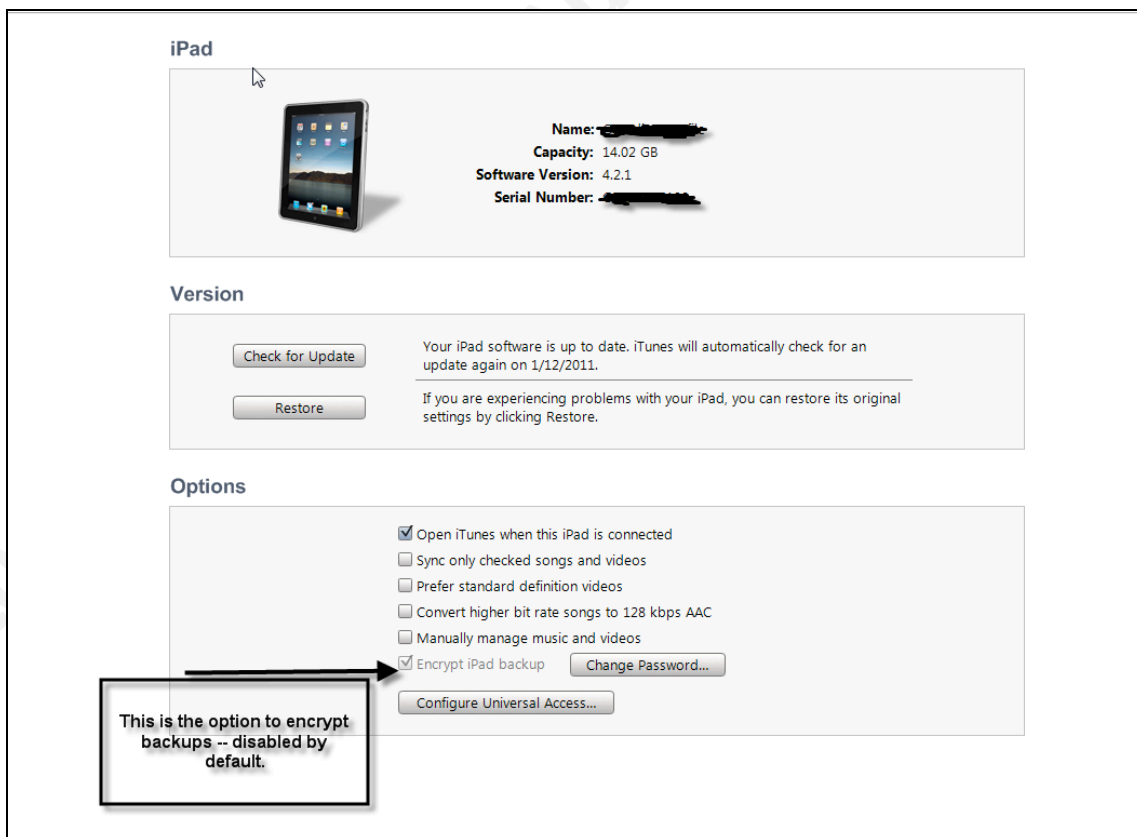 iPad
Name:
Capacity: 14.02 GB
Software Version: 4.2.1
Serial Number:
Version
Check for Update
Your iPad software is up to date. iTunes will automatically check for an
update again on 1/12/2011.
Restore
If you are experiencing problems with your iPad, you can restore its original
settings by clicking Restore.
Options
Open iTunes when this iPad is connected
Sync only checked songs and videos
Prefer standard definition videos
Convert higher bit rate songs to 128 kbps AAC
Manually manage music and videos
Encrypt iPad backup Change Password...
Configure Universal Access...
This is the option to encrypt
backups -- disabled by
default.